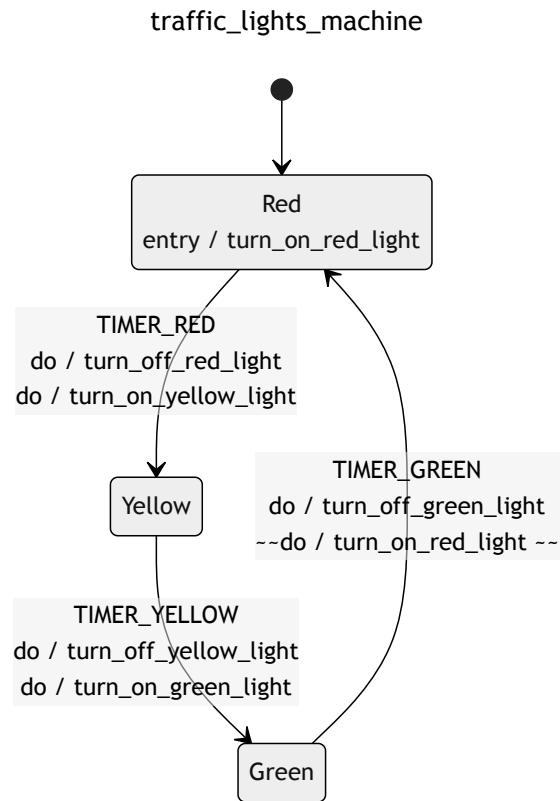 traffic_lights_machine
Red
entry / turn_on_red_light
TIMER_RED
do / turn_off_red_light
do / turn_on_yellow_light
TIMER_GREEN
do / turn_off_green_light
~~do / turn_on_red_light ~~
Yellow
TIMER_YELLOW
do / turn_off_yellow_light
do / turn_on_green_light
Green